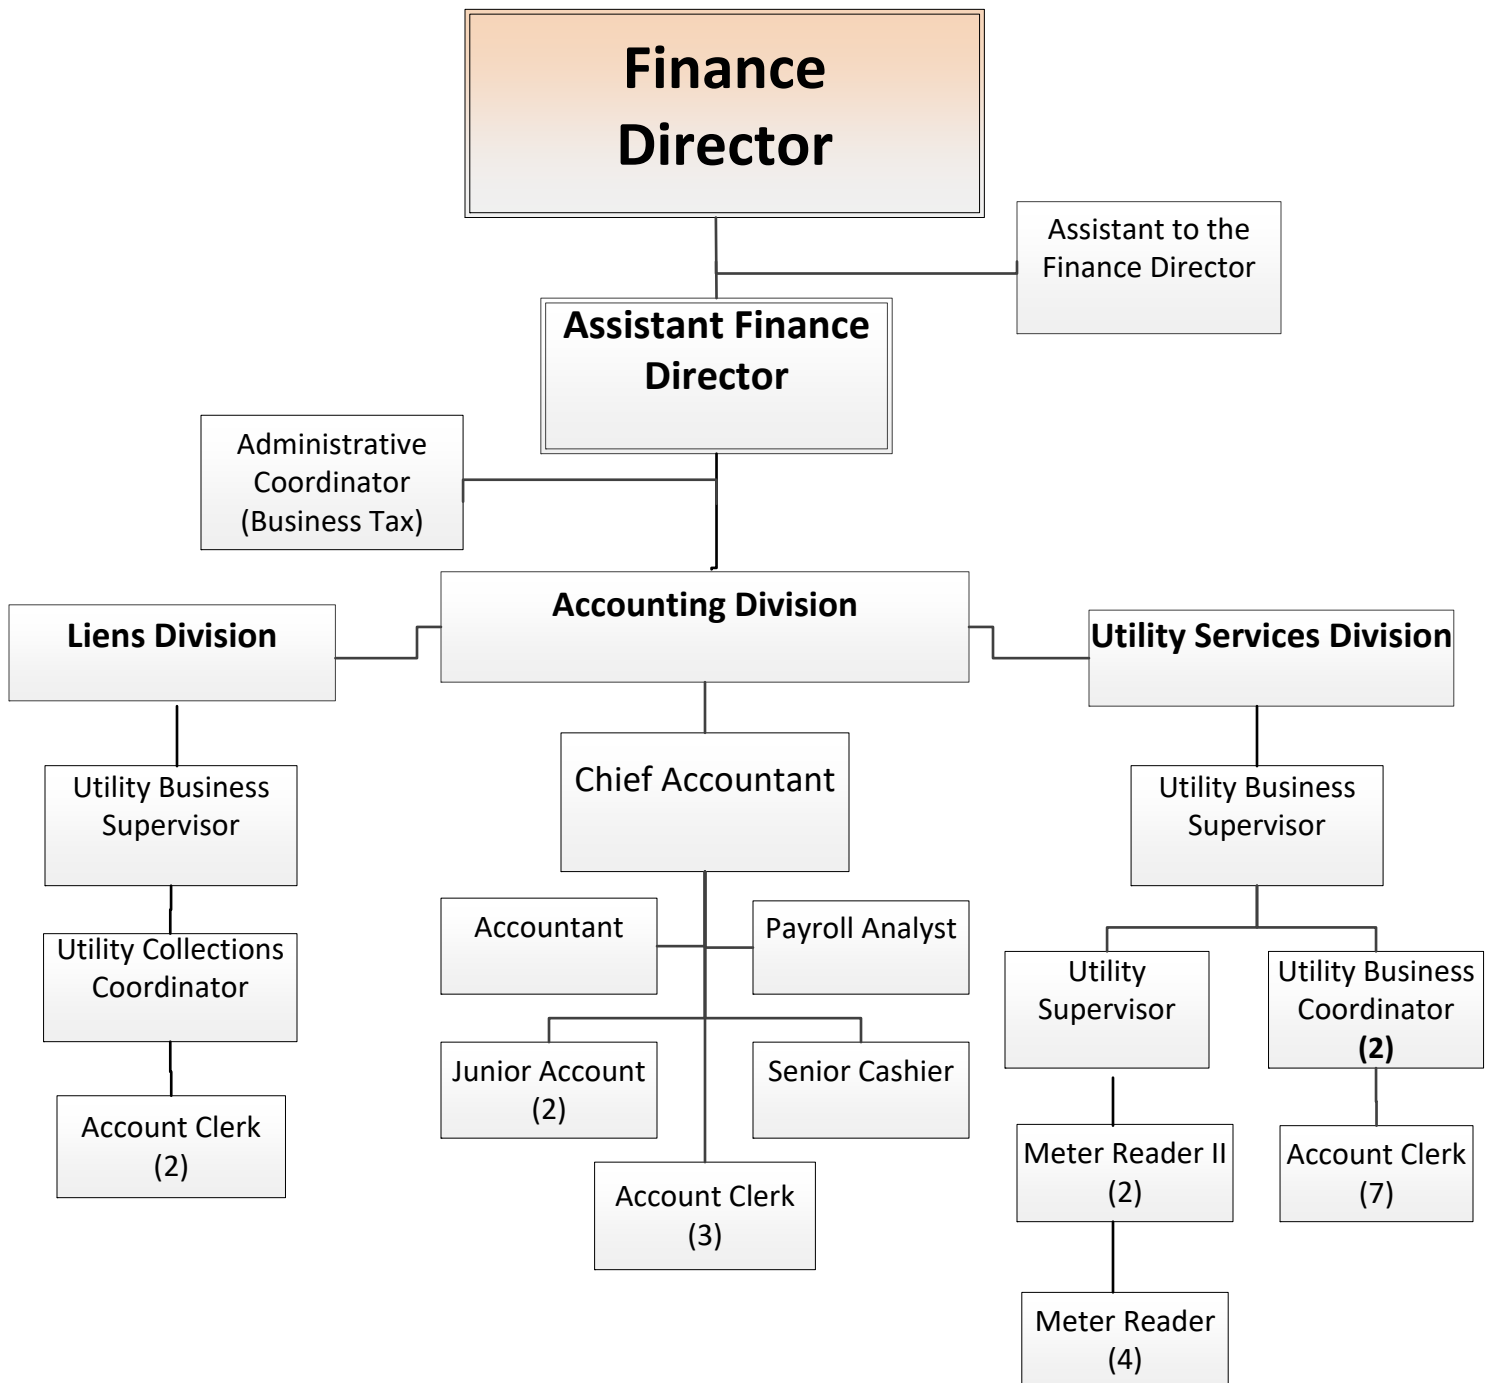 Finance
Director
Assistant to the
Finance Director
Assistant Finance
Director
Administrative
Coordinator
(Business Tax)
Accounting Division
Liens Division
Utility Services Division
Chief Accountant
Utility Business
Supervisor
Utility Business
Supervisor
Accountant
Payroll Analyst
Utility Collections
Coordinator
Utility
Supervisor
Utility Business
Coordinator
(2)
Junior Account
(2)
Senior Cashier
Account Clerk
(2)
Meter Reader II
(2)
Account Clerk
(7)
Account Clerk
(3)
Meter Reader
(4)